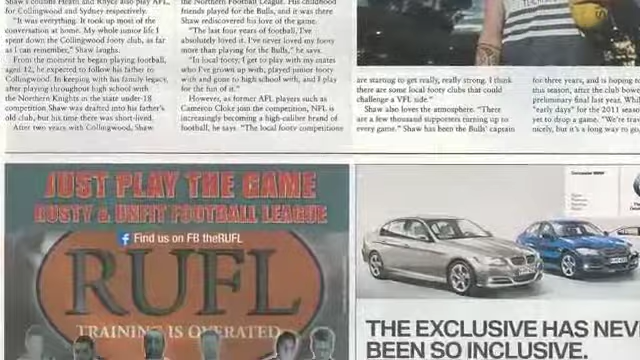 Shaw's cousins Heath and Rhyce also play AFL,
for Collingwood and Sydney respectively.
"It was everything. It took up most of the
conversation at home. My whole junior life I
spent down the Collingwood footy club, as far
as I can remember," Shaw laughs.
From the moment he began playing football,
aged 12, he expected to follow his father to
Collingwood. In keeping with his family legacy,
after playing throughout high school with
the Northern Knights in the state under-18
competition Shaw was drafted into his father's
old club, but his time there was short-lived.
After two years with Collingwood, Shaw
the Northern Football League. His childhood
friends played for the Bulls, and it was there
Shaw rediscovered his love of the game.
"The last four years of football, I've
absolutely loved it. I've never loved my footy
more than playing for the Bulls," he says.
"In local footy, I get to play with my mates
who I've grown up with, played junior footy
with and gone to high school with, and I play
for the fun of it."
However, as former AFL players such as
Cameron Cloke join the competition, NFL is
increasingly becoming a high-calibre brand of
football, he says. "The local footy competitions
are starting to get really, really strong. I think
there are some local footy clubs that could
challenge a VFL side."
Shaw also loves the atmosphere. "There
are a few thousand supporters turning up to
every game." Shaw has been the Bulls' captain
for three years, and is hoping to
this season, after the club bowe
preliminary final last year. Whil
"early days" for the 2011 season
yet to drop a game. "We're trav
nicely, but it's a long way to go,
JUST PLAY THE GAME
RUSTY & UNFIT FOOTBALL LEAGUE
f Find us on FB theRUFL
RUFL
TRAINING IS OVERATED
THE EXCLUSIVE HAS NEV
BEEN SO INCLUSIVE.